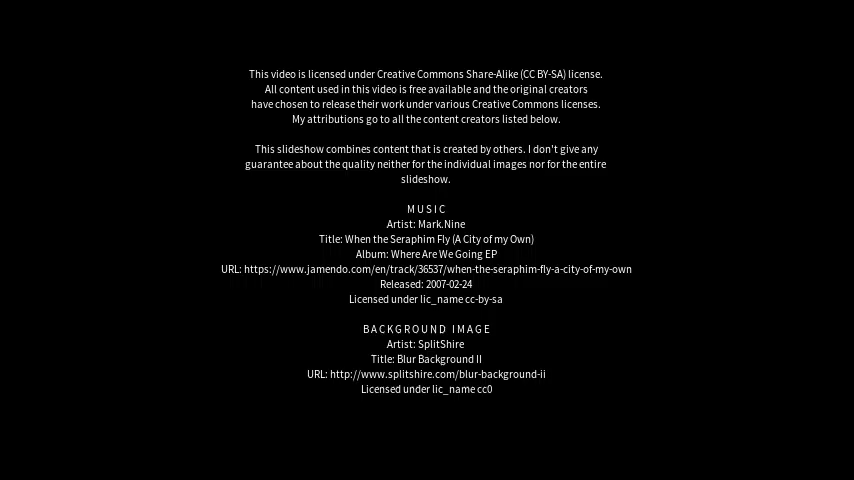 This video is licensed under Creative Commons Share-Alike (CC BY-SA) license.
All content used in this video is free available and the original creators
have chosen to release their work under various Creative Commons licenses.
My attributions go to all the content creators listed below.
This slideshow combines content that is created by others. I don't give any
guarantee about the quality neither for the individual images nor for the entire
slideshow.
MUSIC
Artist: Mark.Nine
Title: When the Seraphim Fly (A City of my Own)
Album: Where Are We Going EP
URL: https://www.jamendo.com/en/track/36537/when-the-seraphim-fly-a-city-of-my-own
Released: 2007-02-24
Licensed under lic_name cc-by-sa
BACKGROUND IMAGE
Artist: SplitShire
Title: Blur Background II
URL: http://www.splitshire.com/blur-background-ii
Licensed under lic_name cc0